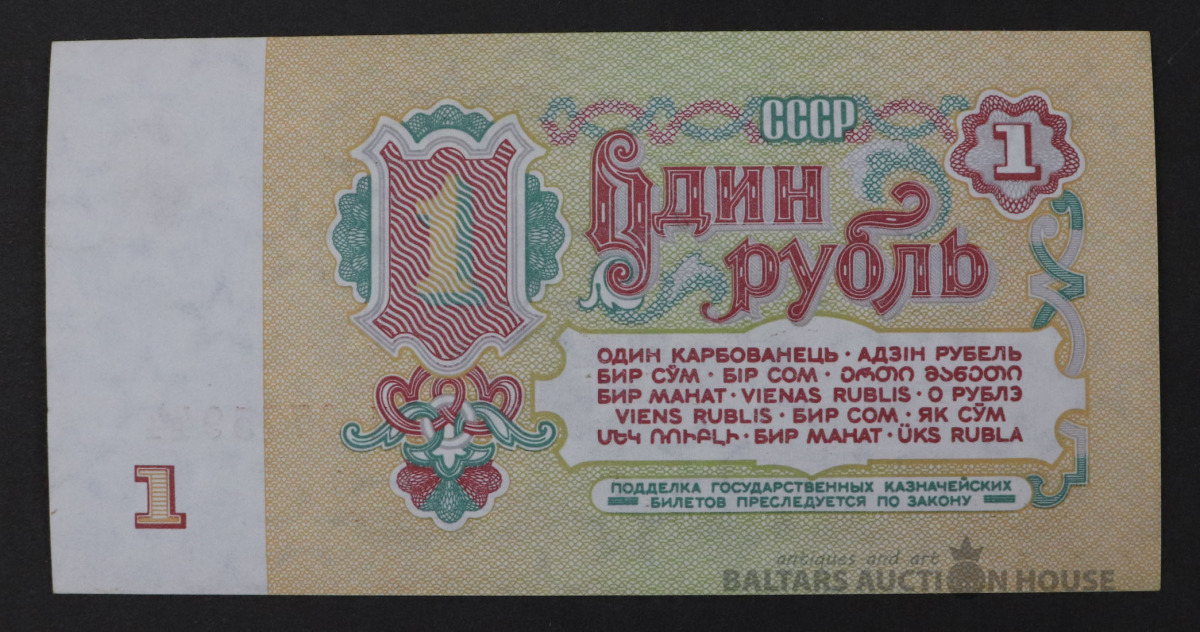 СССР
1
1
Один
рубль
ОДИН КАРБОВАНЕЦЬ · АДЗІН РУБЕЛЬ
БИР СЎМ · БІР СОМ · ერთი მანეთი
БИР МАНАТ · VIENAS RUBLIS · О РУБЛЭ
VIENS RUBLIS · БИР СОМ · ЯК СӮМ
ՄԵԿ ՌՈՒԲԼԻ · БИР МАНАТ · ÜKS RUBLA
ПОДДЕЛКА ГОСУДАРСТВЕННЫХ КАЗНАЧЕЙСКИХ
БИЛЕТОВ ПРЕСЛЕДУЕТСЯ ПО ЗАКОНУ
1
antiques and art
BALTARS AUCTION HOUSE